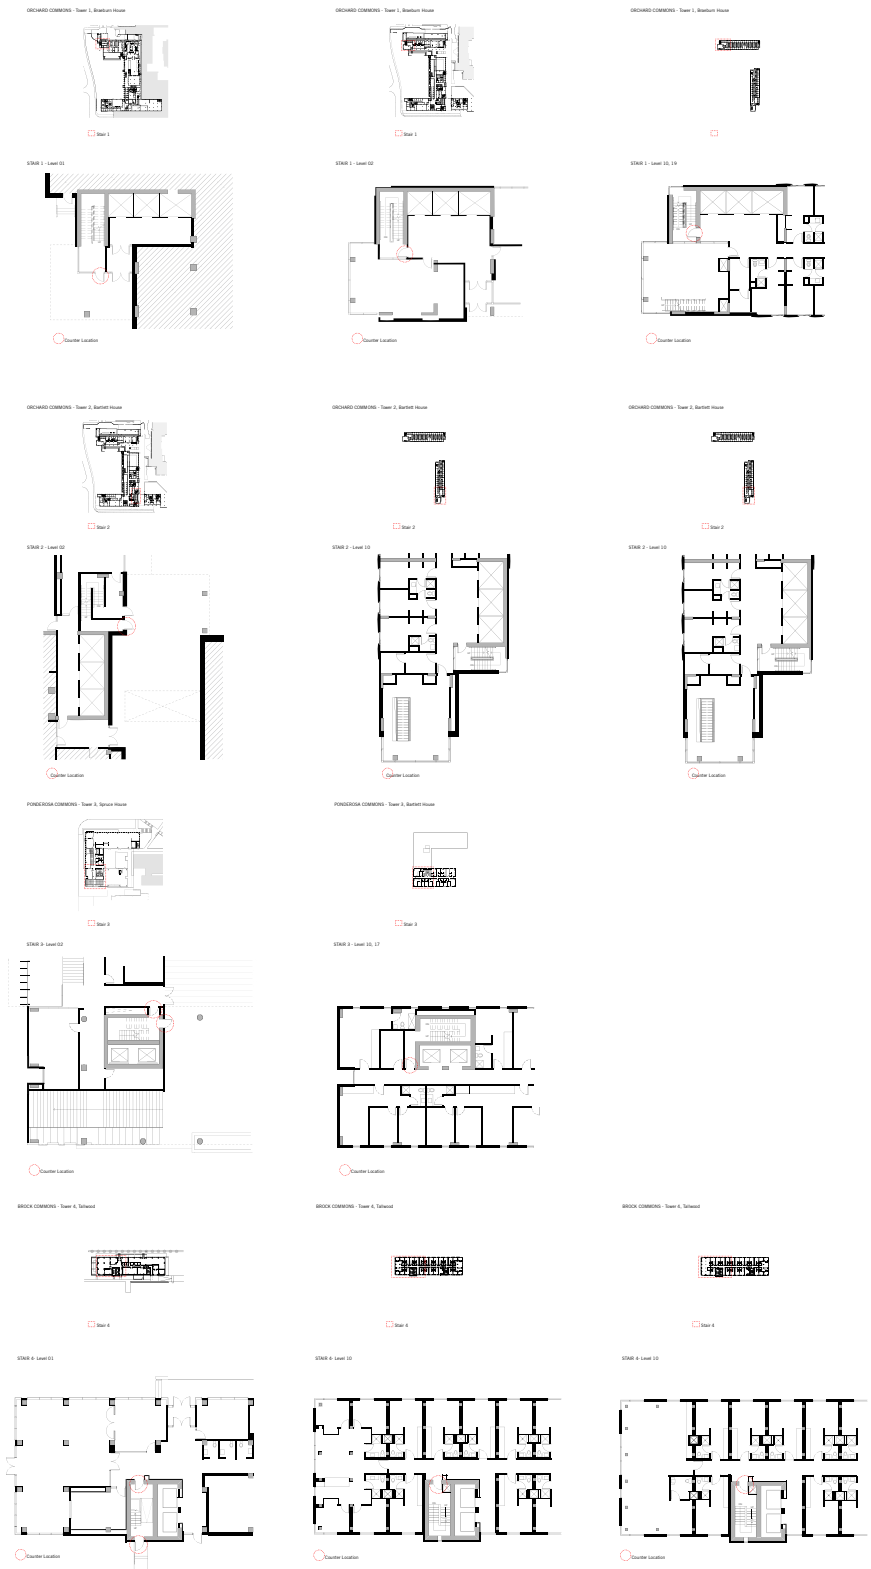 ORCHARD COMMONS - Tower 1, Braeburn House
ORCHARD COMMONS - Tower 1, Braeburn House
ORCHARD COMMONS - Tower 1, Braeburn House
Stair 1
Stair 1
STAIR 1 - Level 01
STAIR 1 - Level 02
STAIR 1 - Level 10, 19
Counter Location
Counter Location
Counter Location
ORCHARD COMMONS - Tower 2, Bartlett House
ORCHARD COMMONS - Tower 2, Bartlett House
ORCHARD COMMONS - Tower 2, Bartlett House
Stair 2
Stair 2
Stair 2
STAIR 2 - Level 02
STAIR 2 - Level 10
STAIR 2 - Level 10
Counter Location
Counter Location
Counter Location
PONDEROSA COMMONS - Tower 3, Spruce House
PONDEROSA COMMONS - Tower 3, Bartlett House
Stair 3
Stair 3
STAIR 3- Level 02
STAIR 3 - Level 10, 17
Counter Location
Counter Location
BROCK COMMONS - Tower 4, Tallwood
BROCK COMMONS - Tower 4, Tallwood
BROCK COMMONS - Tower 4, Tallwood
Stair 4
Stair 4
Stair 4
STAIR 4- Level 01
STAIR 4- Level 10
STAIR 4- Level 10
Counter Location
Counter Location
Counter Location